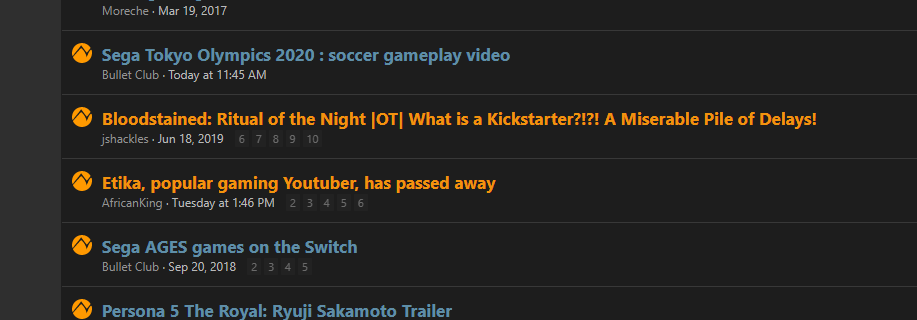 Moreche · Mar 19, 2017
Sega Tokyo Olympics 2020 : soccer gameplay video
Bullet Club · Today at 11:45 AM
Bloodstained: Ritual of the Night |OT| What is a Kickstarter?!?! A Miserable Pile of Delays!
jshackles · Jun 18, 2019 6 7 8 9 10
Etika, popular gaming Youtuber, has passed away
AfricanKing · Tuesday at 1:46 PM 2 3 4 5 6
Sega AGES games on the Switch
Bullet Club · Sep 20, 2018 2 3 4 5
Persona 5 The Royal: Ryuji Sakamoto Trailer